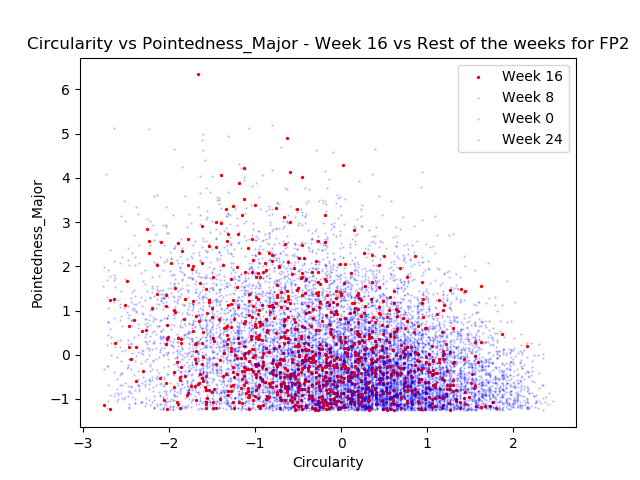 Circularity vs Pointedness_Major - Week 16 vs Rest of the weeks for FP2
Week 16
Week 8
Week 0
Week 24
Pointedness_Major
6
5
4
3
2
1
0
−1
−3
−2
−1
0
1
2
Circularity